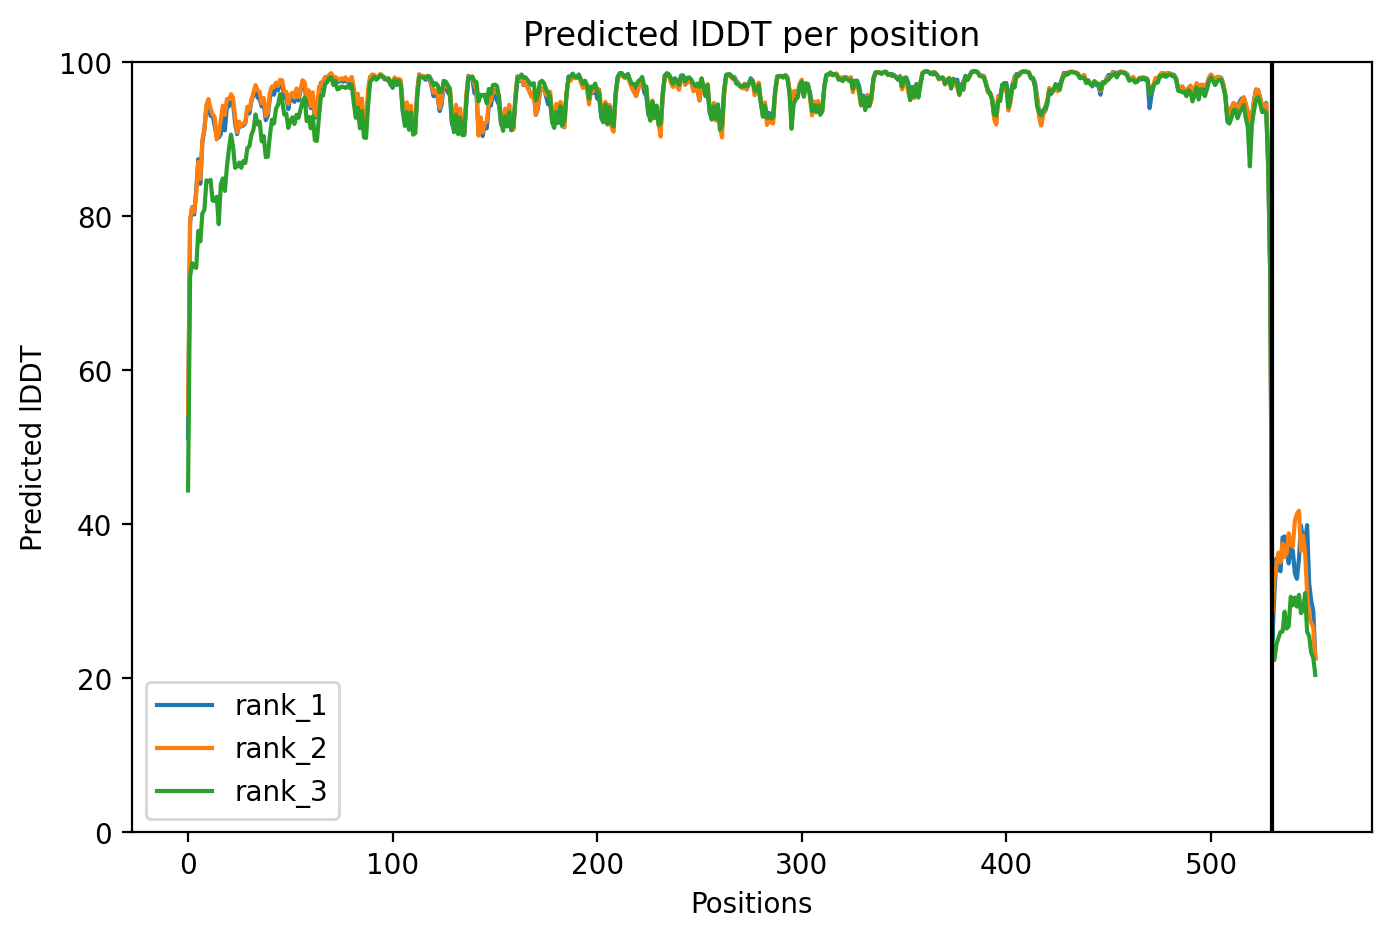 Predicted lDDT per position
100
80
60
40
20
0
Predicted lDDT
0 100 200 300 400 500
Positions
rank_1
rank_2
rank_3